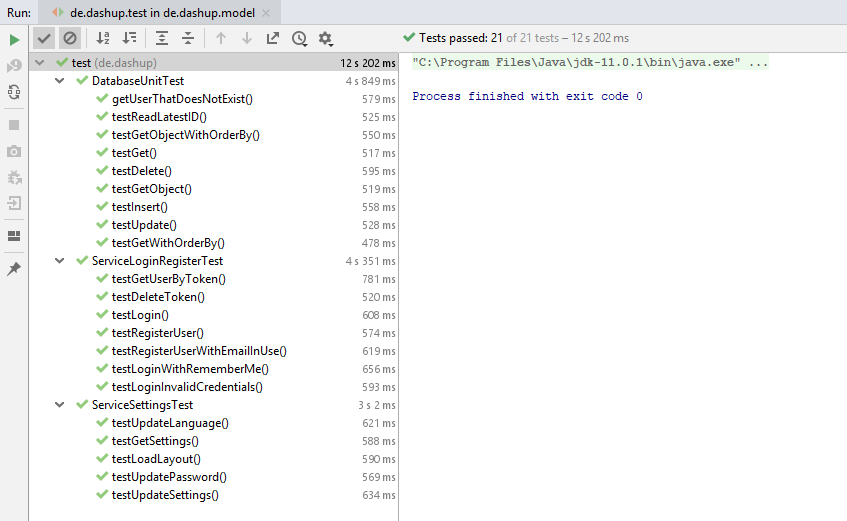 Run: de.dashup.test in de.dashup.model
Tests passed: 21 of 21 tests – 12 s 202 ms
test (de.dashup) 12 s 202 ms
DatabaseUnitTest 4 s 849 ms
getUserThatDoesNotExist() 579 ms
testReadLatestID() 525 ms
testGetObjectWithOrderBy() 550 ms
testGet() 517 ms
testDelete() 595 ms
testGetObject() 519 ms
testInsert() 558 ms
testUpdate() 528 ms
testGetWithOrderBy() 478 ms
ServiceLoginRegisterTest 4 s 351 ms
testGetUserByToken() 781 ms
testDeleteToken() 520 ms
testLogin() 608 ms
testRegisterUser() 574 ms
testRegisterUserWithEmailInUse() 619 ms
testLoginWithRememberMe() 656 ms
testLoginInvalidCredentials() 593 ms
ServiceSettingsTest 3 s 2 ms
testUpdateLanguage() 621 ms
testGetSettings() 588 ms
testLoadLayout() 590 ms
testUpdatePassword() 569 ms
testUpdateSettings() 634 ms
"C:\Program Files\Java\jdk-11.0.1\bin\java.exe" ...
Process finished with exit code 0